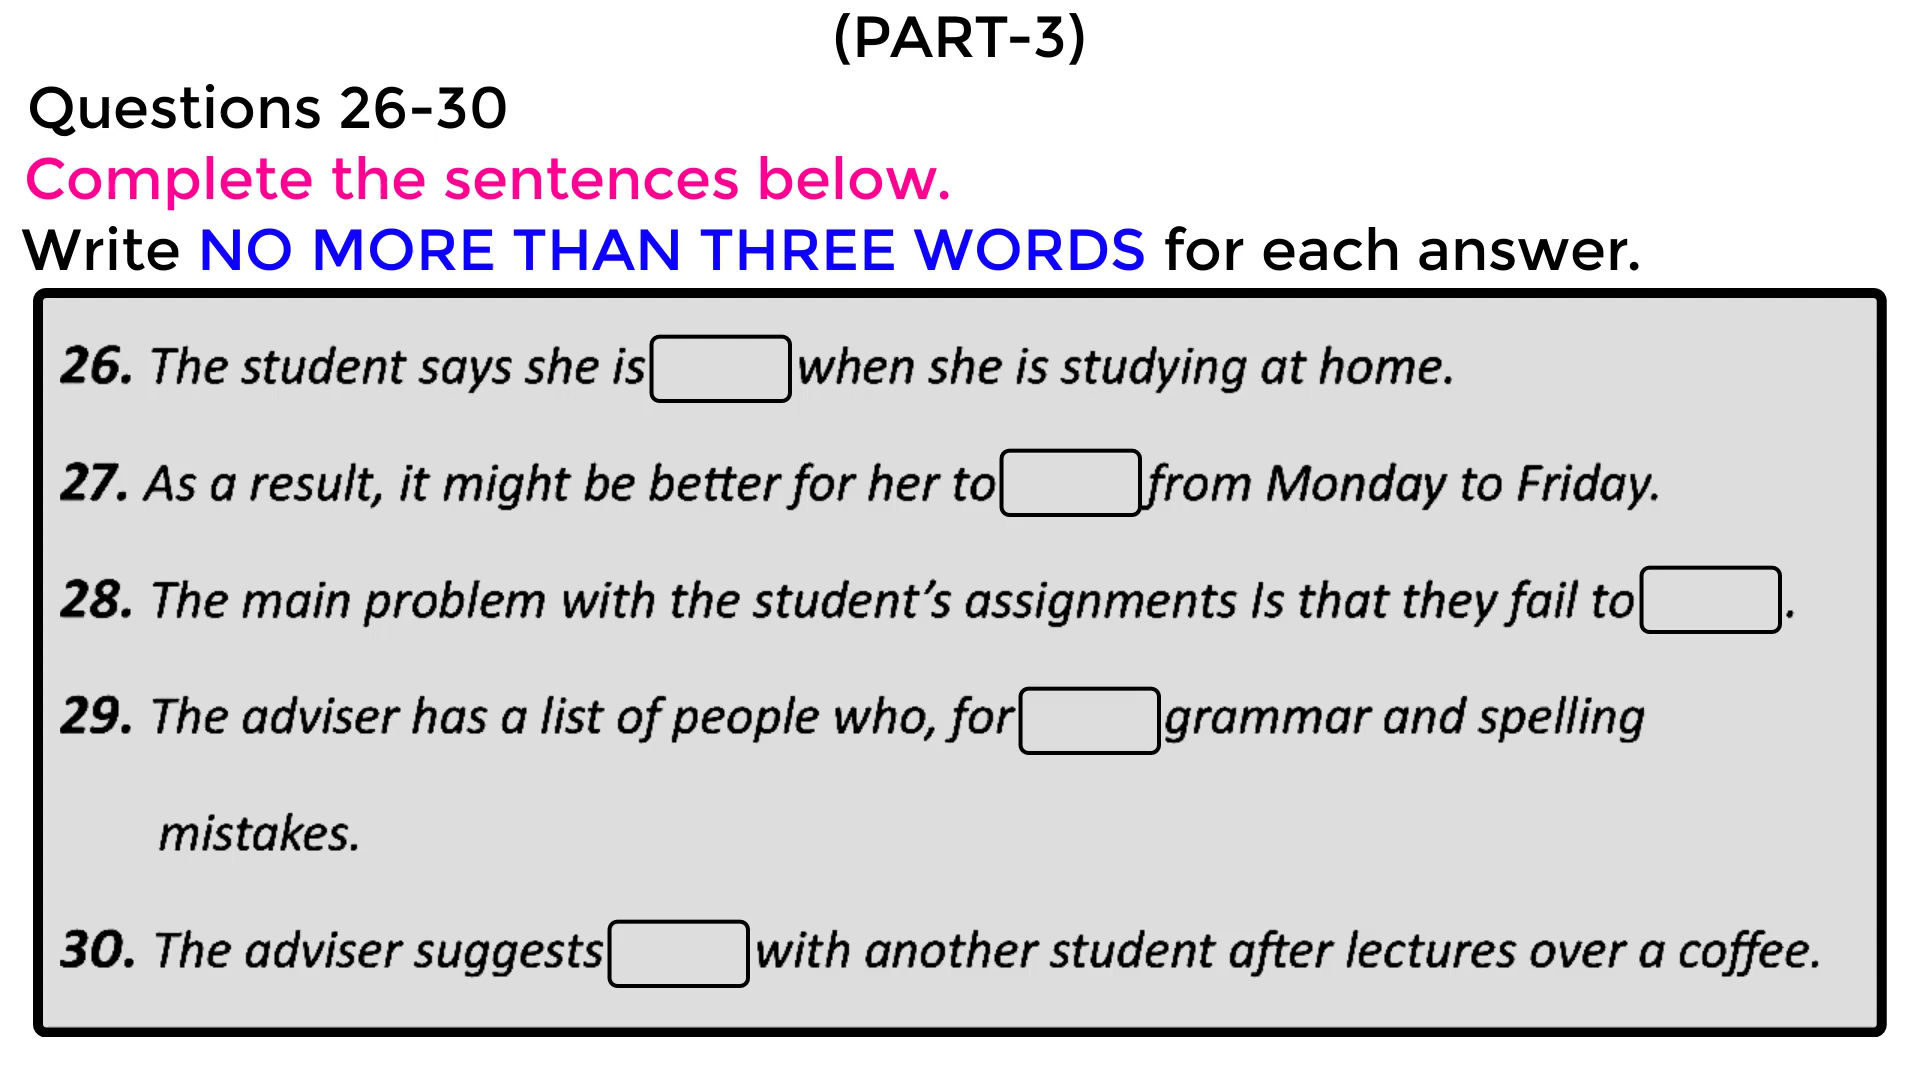 (PART-3)
Questions 26-30
Complete the sentences below.
Write NO MORE THAN THREE WORDS for each answer.
26. The student says she is when she is studying at home.
27. As a result, it might be better for her to from Monday to Friday.
28. The main problem with the student’s assignments Is that they fail to .
29. The adviser has a list of people who, for grammar and spelling
mistakes.
30. The adviser suggests with another student after lectures over a coffee.